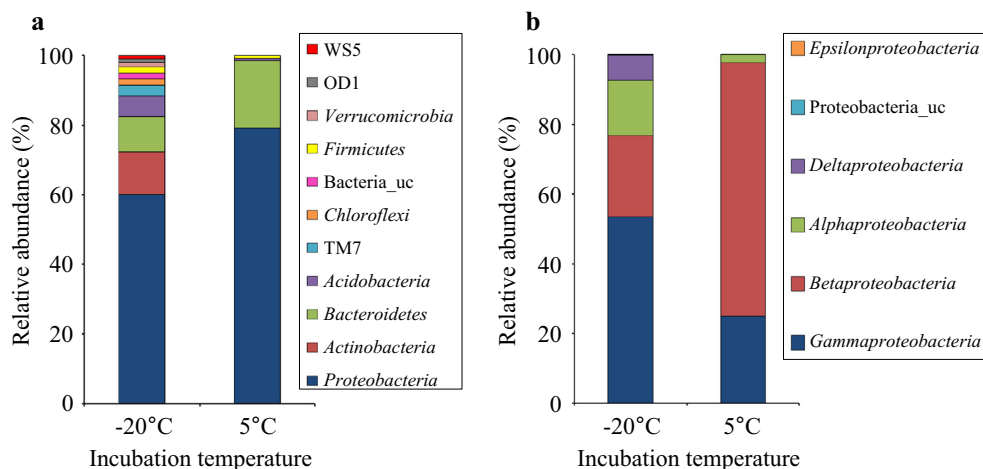 a
Relative abundance (%)
100
80
60
40
20
0
-20°C
5°C
Incubation temperature
WS5
OD1
Verrucomicrobia
Firmicutes
Bacteria_uc
Chloroflexi
TM7
Acidobacteria
Bacteroidetes
Actinobacteria
Proteobacteria
b
Relative abundance (%)
100
80
60
40
20
0
-20°C
5°C
Incubation temperature
Epsilonproteobacteria
Proteobacteria_uc
Deltaproteobacteria
Alphaproteobacteria
Betaproteobacteria
Gammaproteobacteria